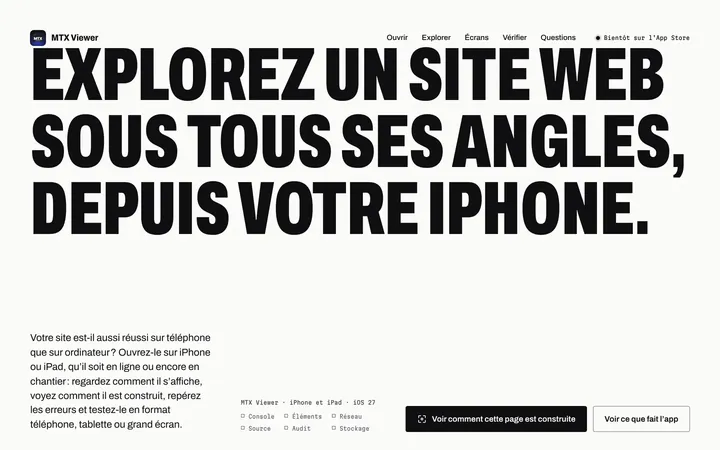 MTX
MTX Viewer
Ouvrir Explorer Écrans Vérifier Questions Bientôt sur l'App Store
EXPLOREZ UN SITE WEB
SOUS TOUS SES ANGLES,
DEPUIS VOTRE IPHONE.
Votre site est-il aussi réussi sur téléphone
que sur ordinateur ? Ouvrez-le sur iPhone
ou iPad, qu'il soit en ligne ou encore en
chantier : regardez comment il s'affiche,
voyez comment il est construit, repérez
les erreurs et testez-le en format
téléphone, tablette ou grand écran.
MTX Viewer · iPhone et iPad · iOS 27
Console Éléments Réseau
Source Audit Stockage
Voir comment cette page est construite
Voir ce que fait l'app